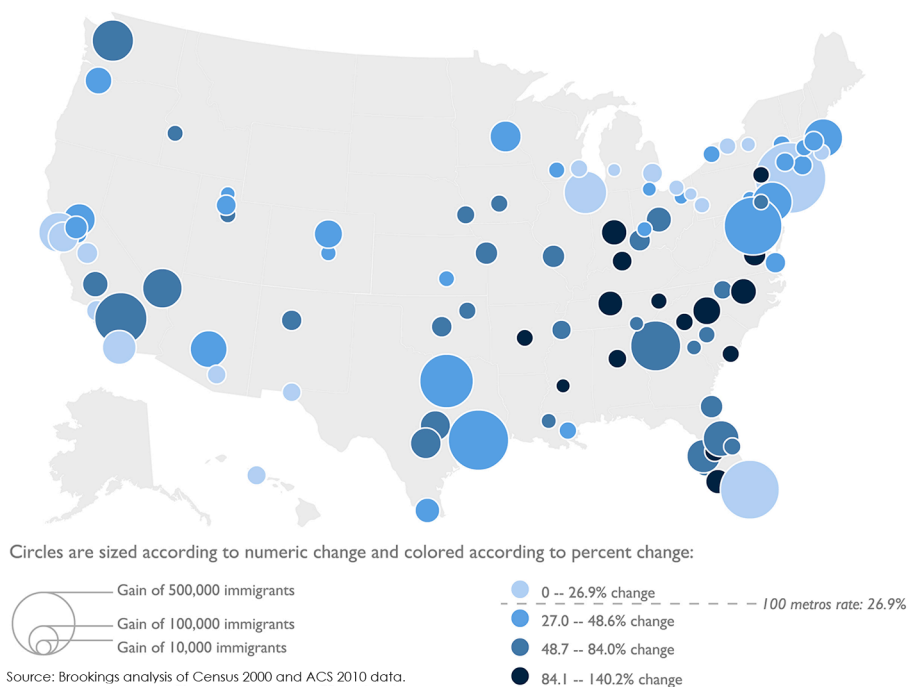 Circles are sized according to numeric change and colored according to percent change:
Gain of 500,000 immigrants
Gain of 100,000 immigrants
Gain of 10,000 immigrants
0 -- 26.9% change
100 metros rate: 26.9%
27.0 -- 48.6% change
48.7 -- 84.0% change
84.1 -- 140.2% change
Source: Brookings analysis of Census 2000 and ACS 2010 data.